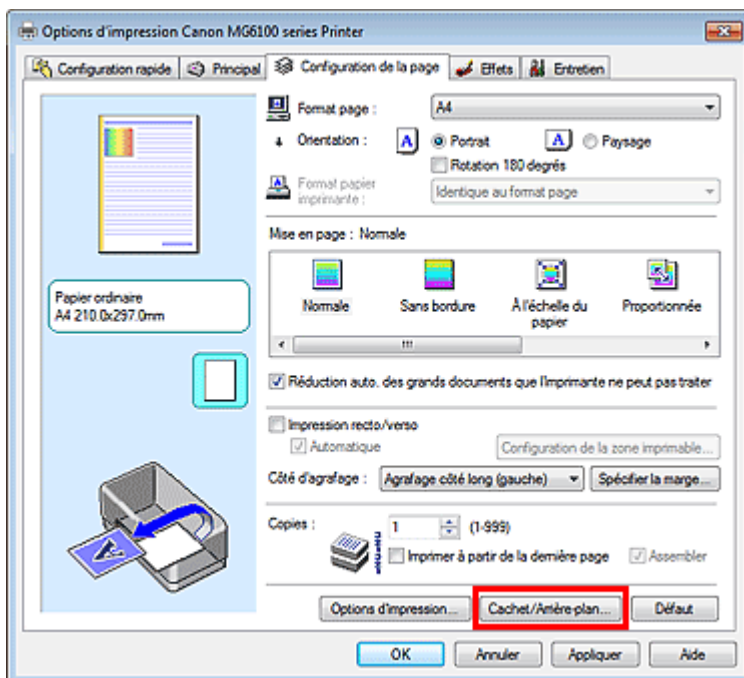 Options d'impression Canon MG6100 series Printer
Configuration rapide Principal Configuration de la page Effets Entretien
Format page : A4
Orientation : A Portrait A Paysage
Rotation 180 degrés
Format papier imprimante : Identique au format page
Mise en page : Normale
Papier ordinaire
A4 210.0x297.0mm
Normale Sans bordure À l'échelle du papier Proportionnée
Réduction auto. des grands documents que l'imprimante ne peut pas traiter
Impression recto/verso
Automatique Configuration de la zone imprimable...
Côté d'agrafage : Agrafage côté long (gauche) Spécifier la marge...
Copies : 1 (1-999)
Imprimer à partir de la dernière page Assembler
Options d'impression... Cachet/Arrière-plan... Défaut
OK Annuler Appliquer Aide